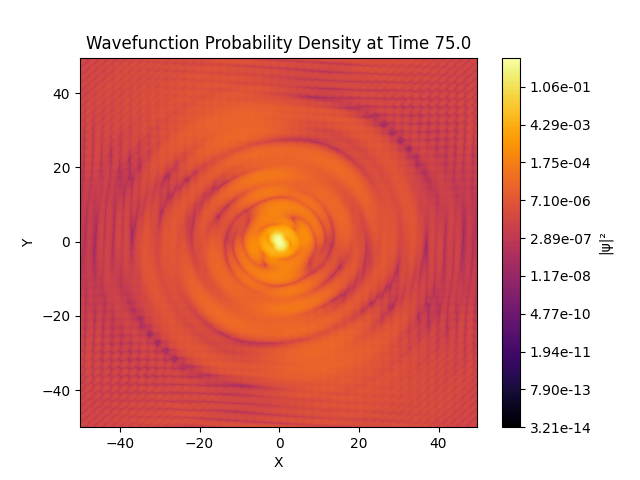 Wavefunction Probability Density at Time 75.0
40
20
0
−20
−40
Y
−40
−20
0
20
40
X
1.06e-01
4.29e-03
1.75e-04
7.10e-06
2.89e-07
1.17e-08
4.77e-10
1.94e-11
7.90e-13
3.21e-14
|ψ|²